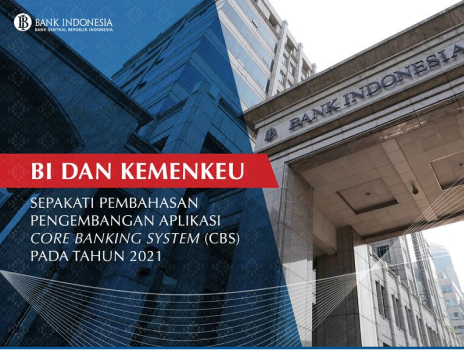 BANK INDONESIA
BANK SENTRAL REPUBLIK INDONESIA
BANK INDONESIA
BANK INDONESIA
BI DAN KEMENKEU
SEPAKATI PEMBAHASAN
PENGEMBANGAN APLIKASI
CORE BANKING SYSTEM (CBS)
PADA TAHUN 2021